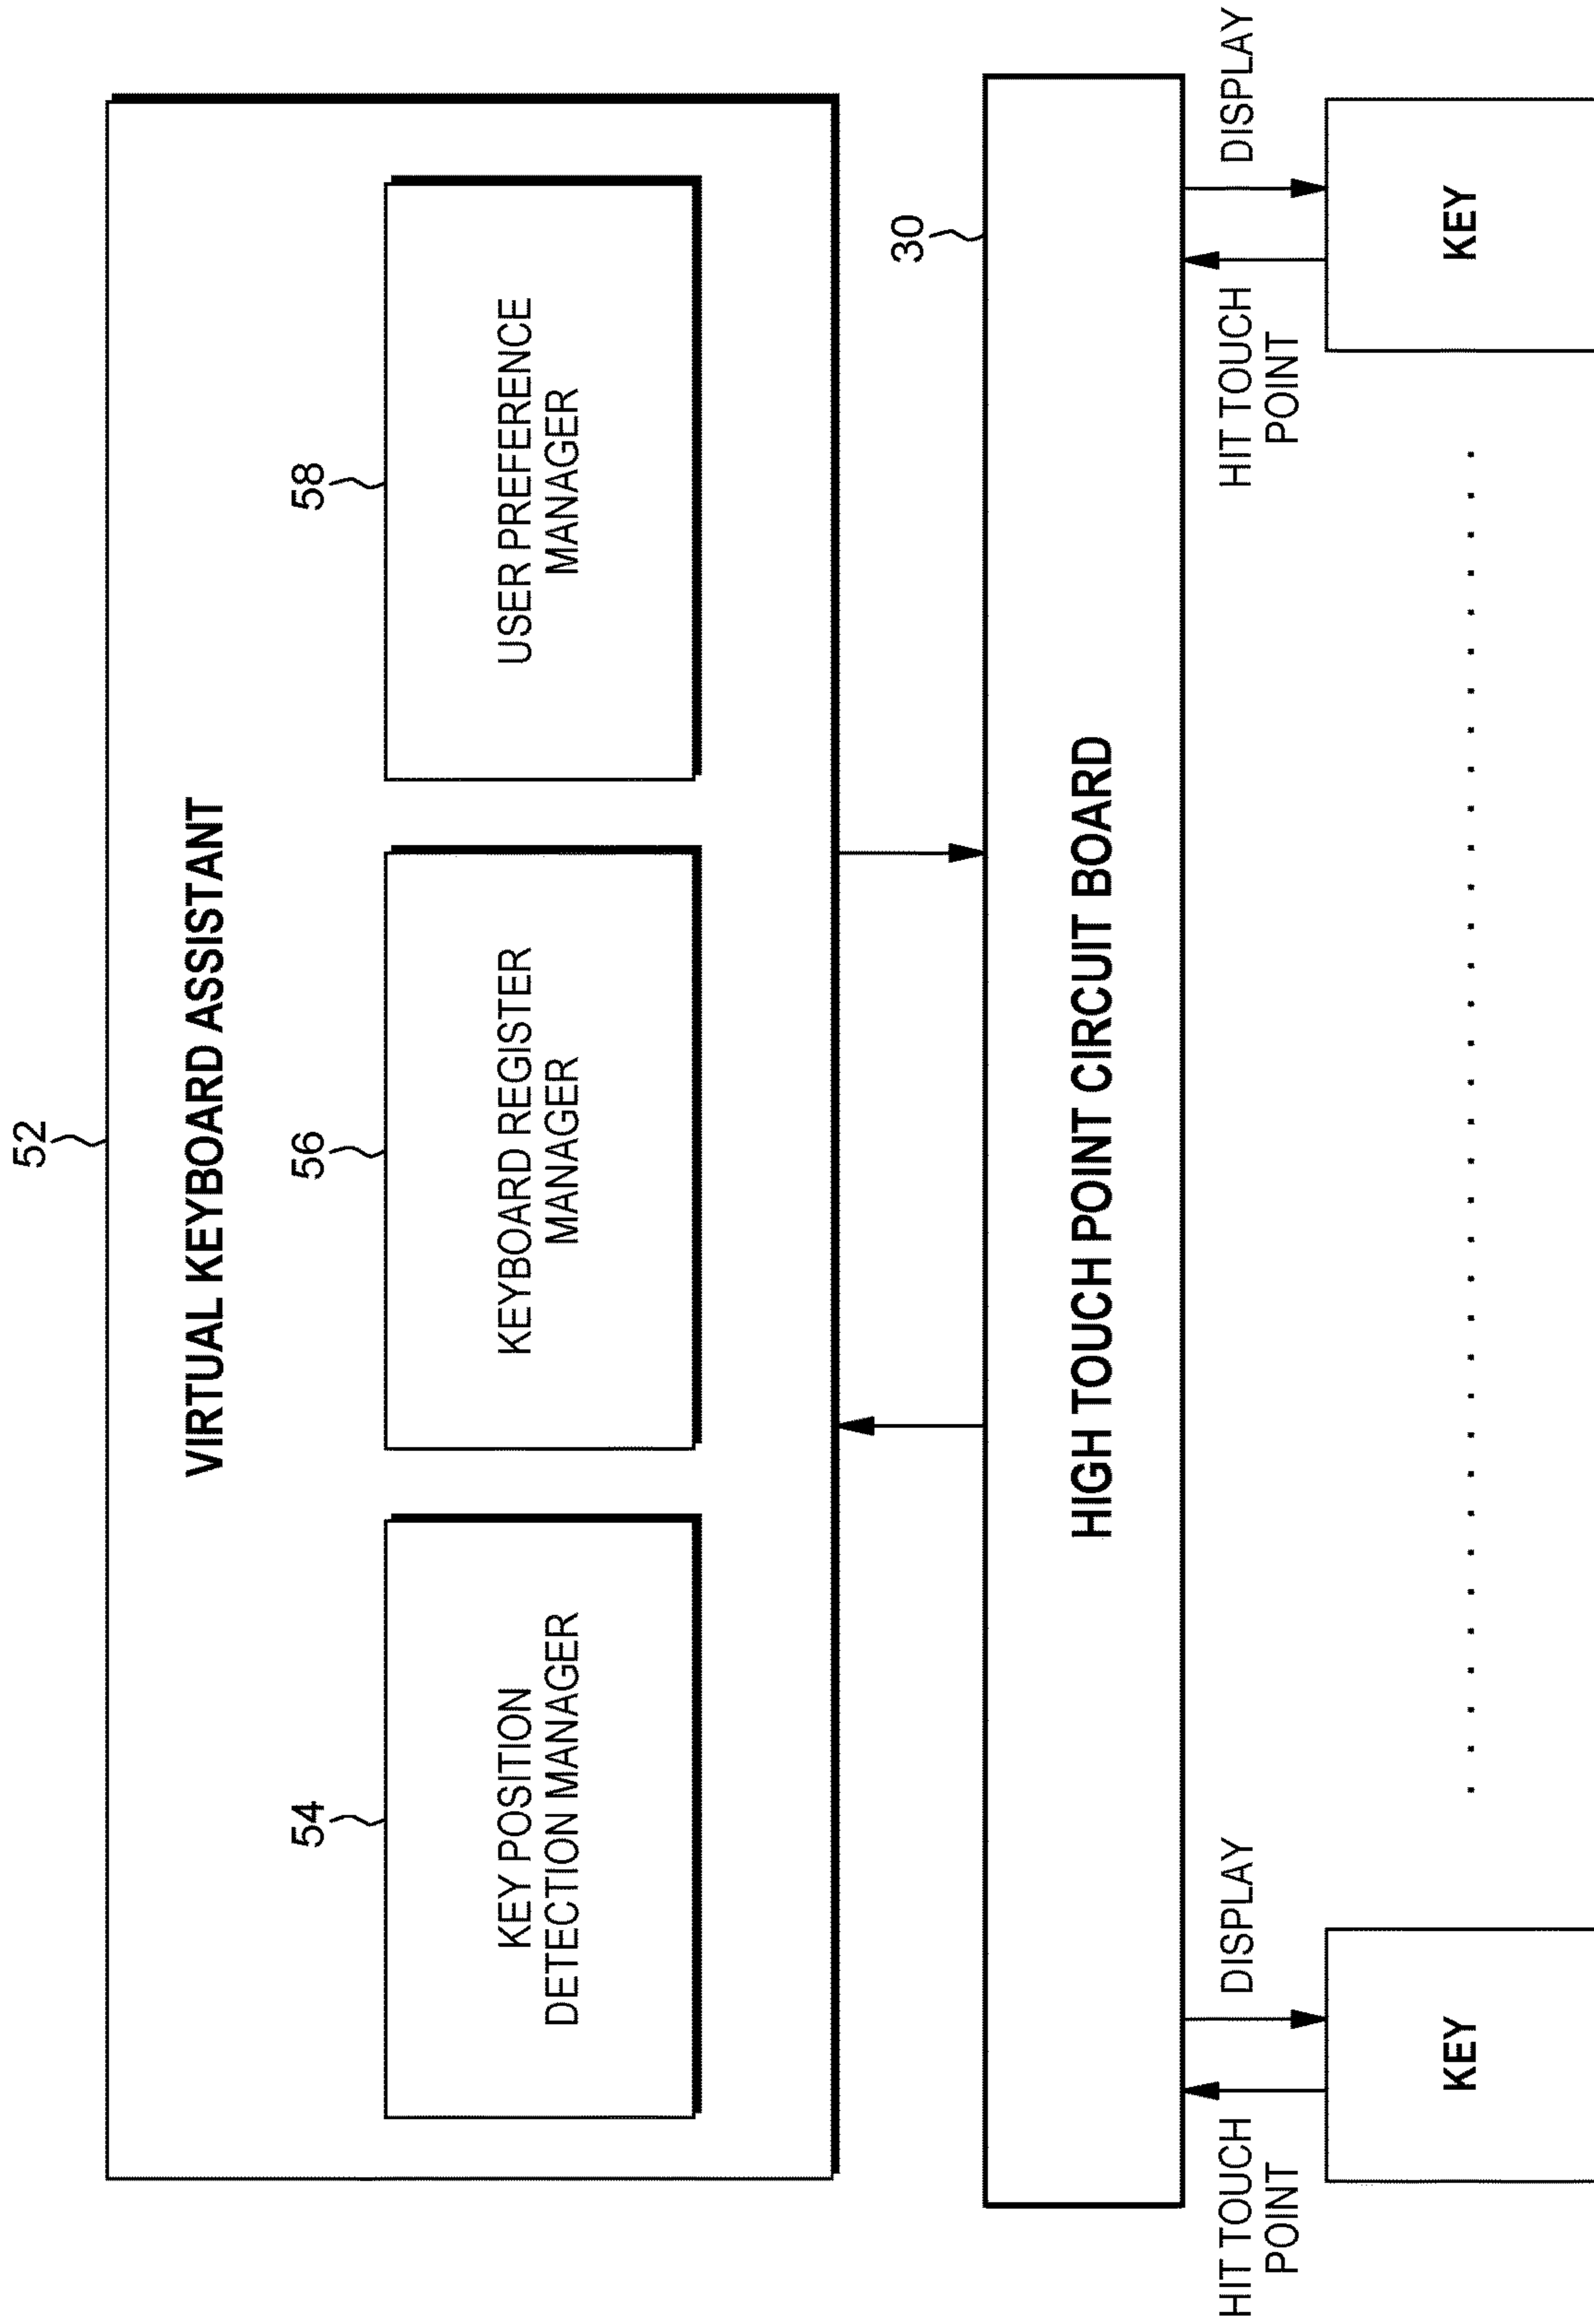 52
VIRTUAL KEYBOARD ASSISTANT
54
56
58
KEY POSITION
DETECTION MANAGER
KEYBOARD REGISTER
MANAGER
USER PREFERENCE
MANAGER
30
HIGH TOUCH POINT CIRCUIT BOARD
HIT TOUCH
POINT
DISPLAY
HIT TOUCH
POINT
DISPLAY
KEY
KEY